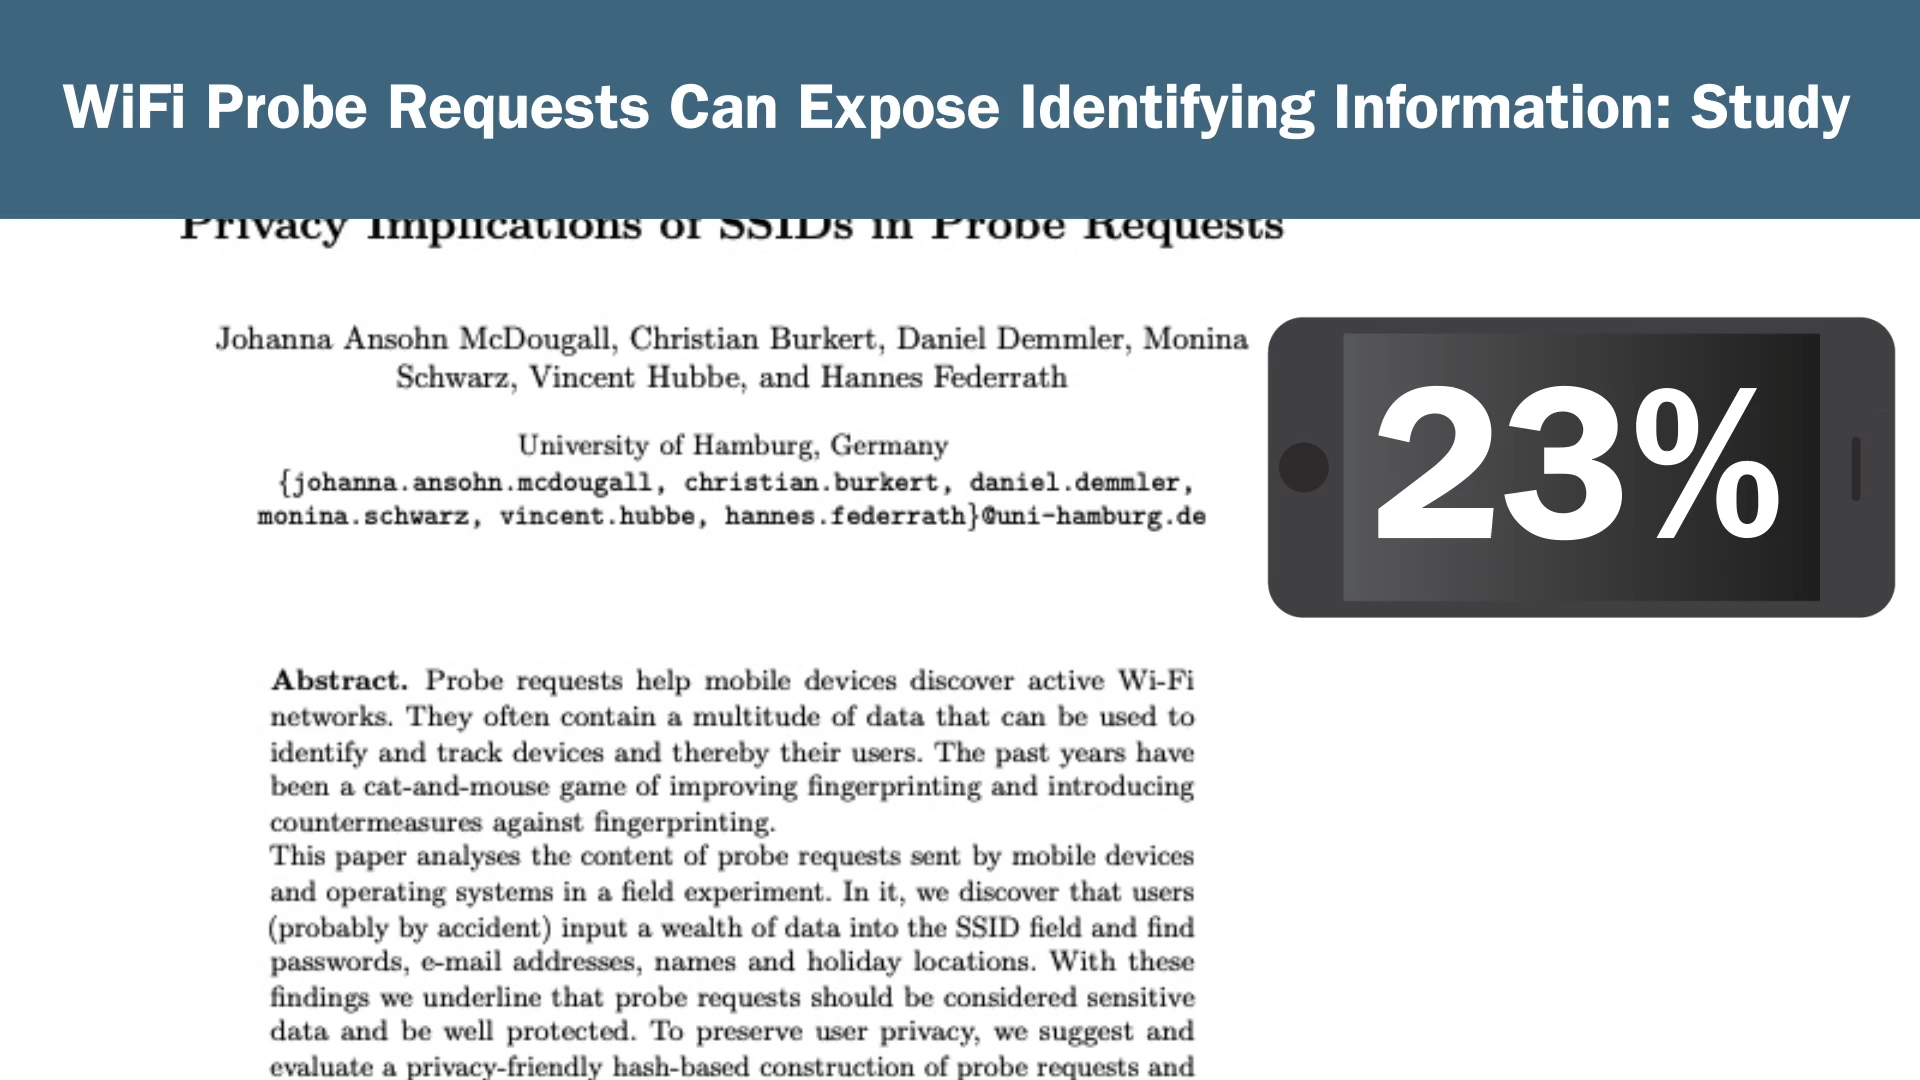 WiFi Probe Requests Can Expose Identifying Information: Study
Privacy Implications of SSIDs in Probe Requests
Johanna Ansohn McDougall, Christian Burkert, Daniel Demmler, Monina
Schwarz, Vincent Hubbe, and Hannes Federrath
University of Hamburg, Germany
{johanna.ansohn.mcdougall, christian.burkert, daniel.demmler,
monina.schwarz, vincent.hubbe, hannes.federrath}@uni-hamburg.de
23%
Abstract. Probe requests help mobile devices discover active Wi-Fi
networks. They often contain a multitude of data that can be used to
identify and track devices and thereby their users. The past years have
been a cat-and-mouse game of improving fingerprinting and introducing
countermeasures against fingerprinting.
This paper analyses the content of probe requests sent by mobile devices
and operating systems in a field experiment. In it, we discover that users
(probably by accident) input a wealth of data into the SSID field and find
passwords, e-mail addresses, names and holiday locations. With these
findings we underline that probe requests should be considered sensitive
data and be well protected. To preserve user privacy, we suggest and
evaluate a privacy-friendly hash-based construction of probe requests and